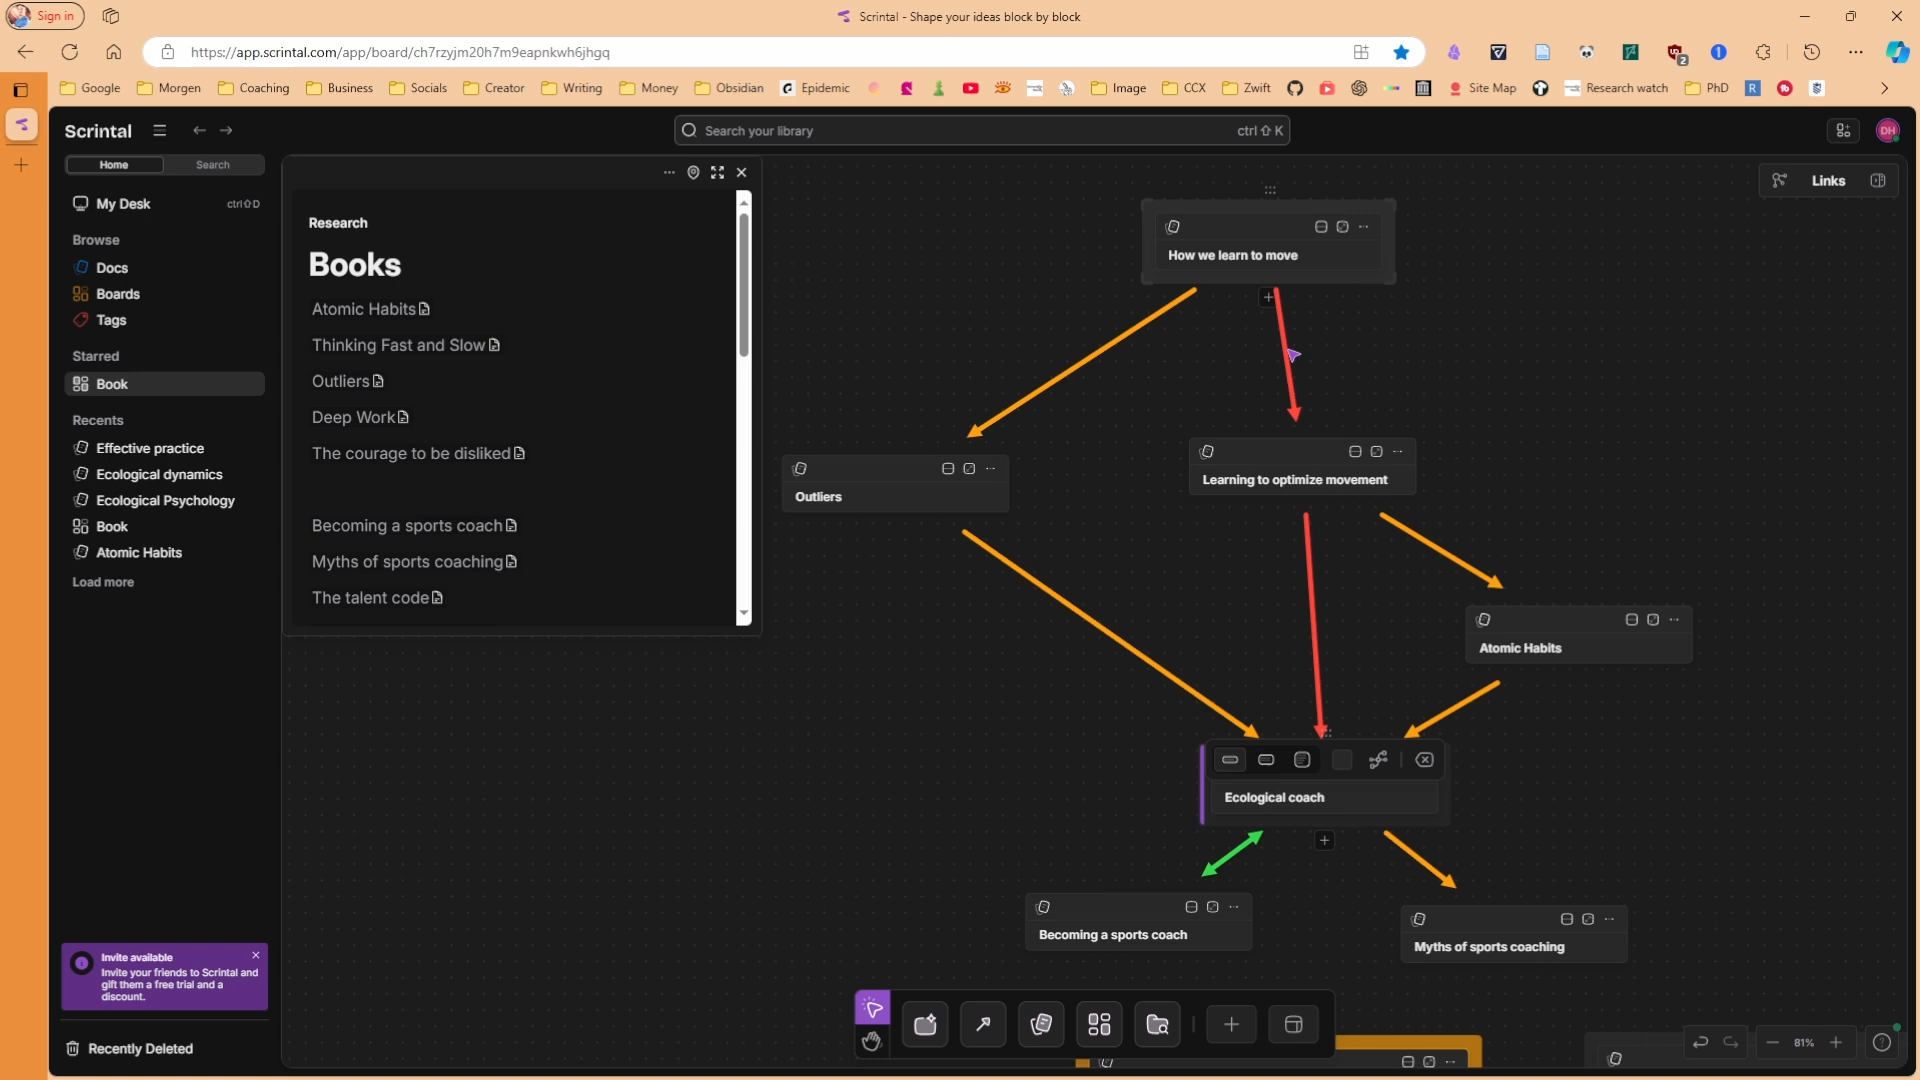 Sign in
Scrintal - Shape your ideas block by block
https://app.scrintal.com/app/board/ch7rzyjm20h7m9eapnkwh6jhgq
2
Google
Morgen
Coaching
Business
Socials
Creator
Writing
Money
Obsidian
Epidemic
Image
CCX
Zwift
Site Map
Research watch
PhD
R
Scrintal
Search your library
ctrl⇧K
DH
Home
Search
My Desk
ctrl⇧D
Browse
Docs
Boards
Tags
Starred
Book
Recents
Effective practice
Ecological dynamics
Ecological Psychology
Book
Atomic Habits
Load more
Invite available
Invite your friends to Scrintal and
gift them a free trial and a
discount.
Recently Deleted
Research
Books
Atomic Habits
Thinking Fast and Slow
Outliers
Deep Work
The courage to be disliked
Becoming a sports coach
Myths of sports coaching
The talent code
Links
How we learn to move
Outliers
Learning to optimize movement
Atomic Habits
Ecological coach
Becoming a sports coach
Myths of sports coaching
81%